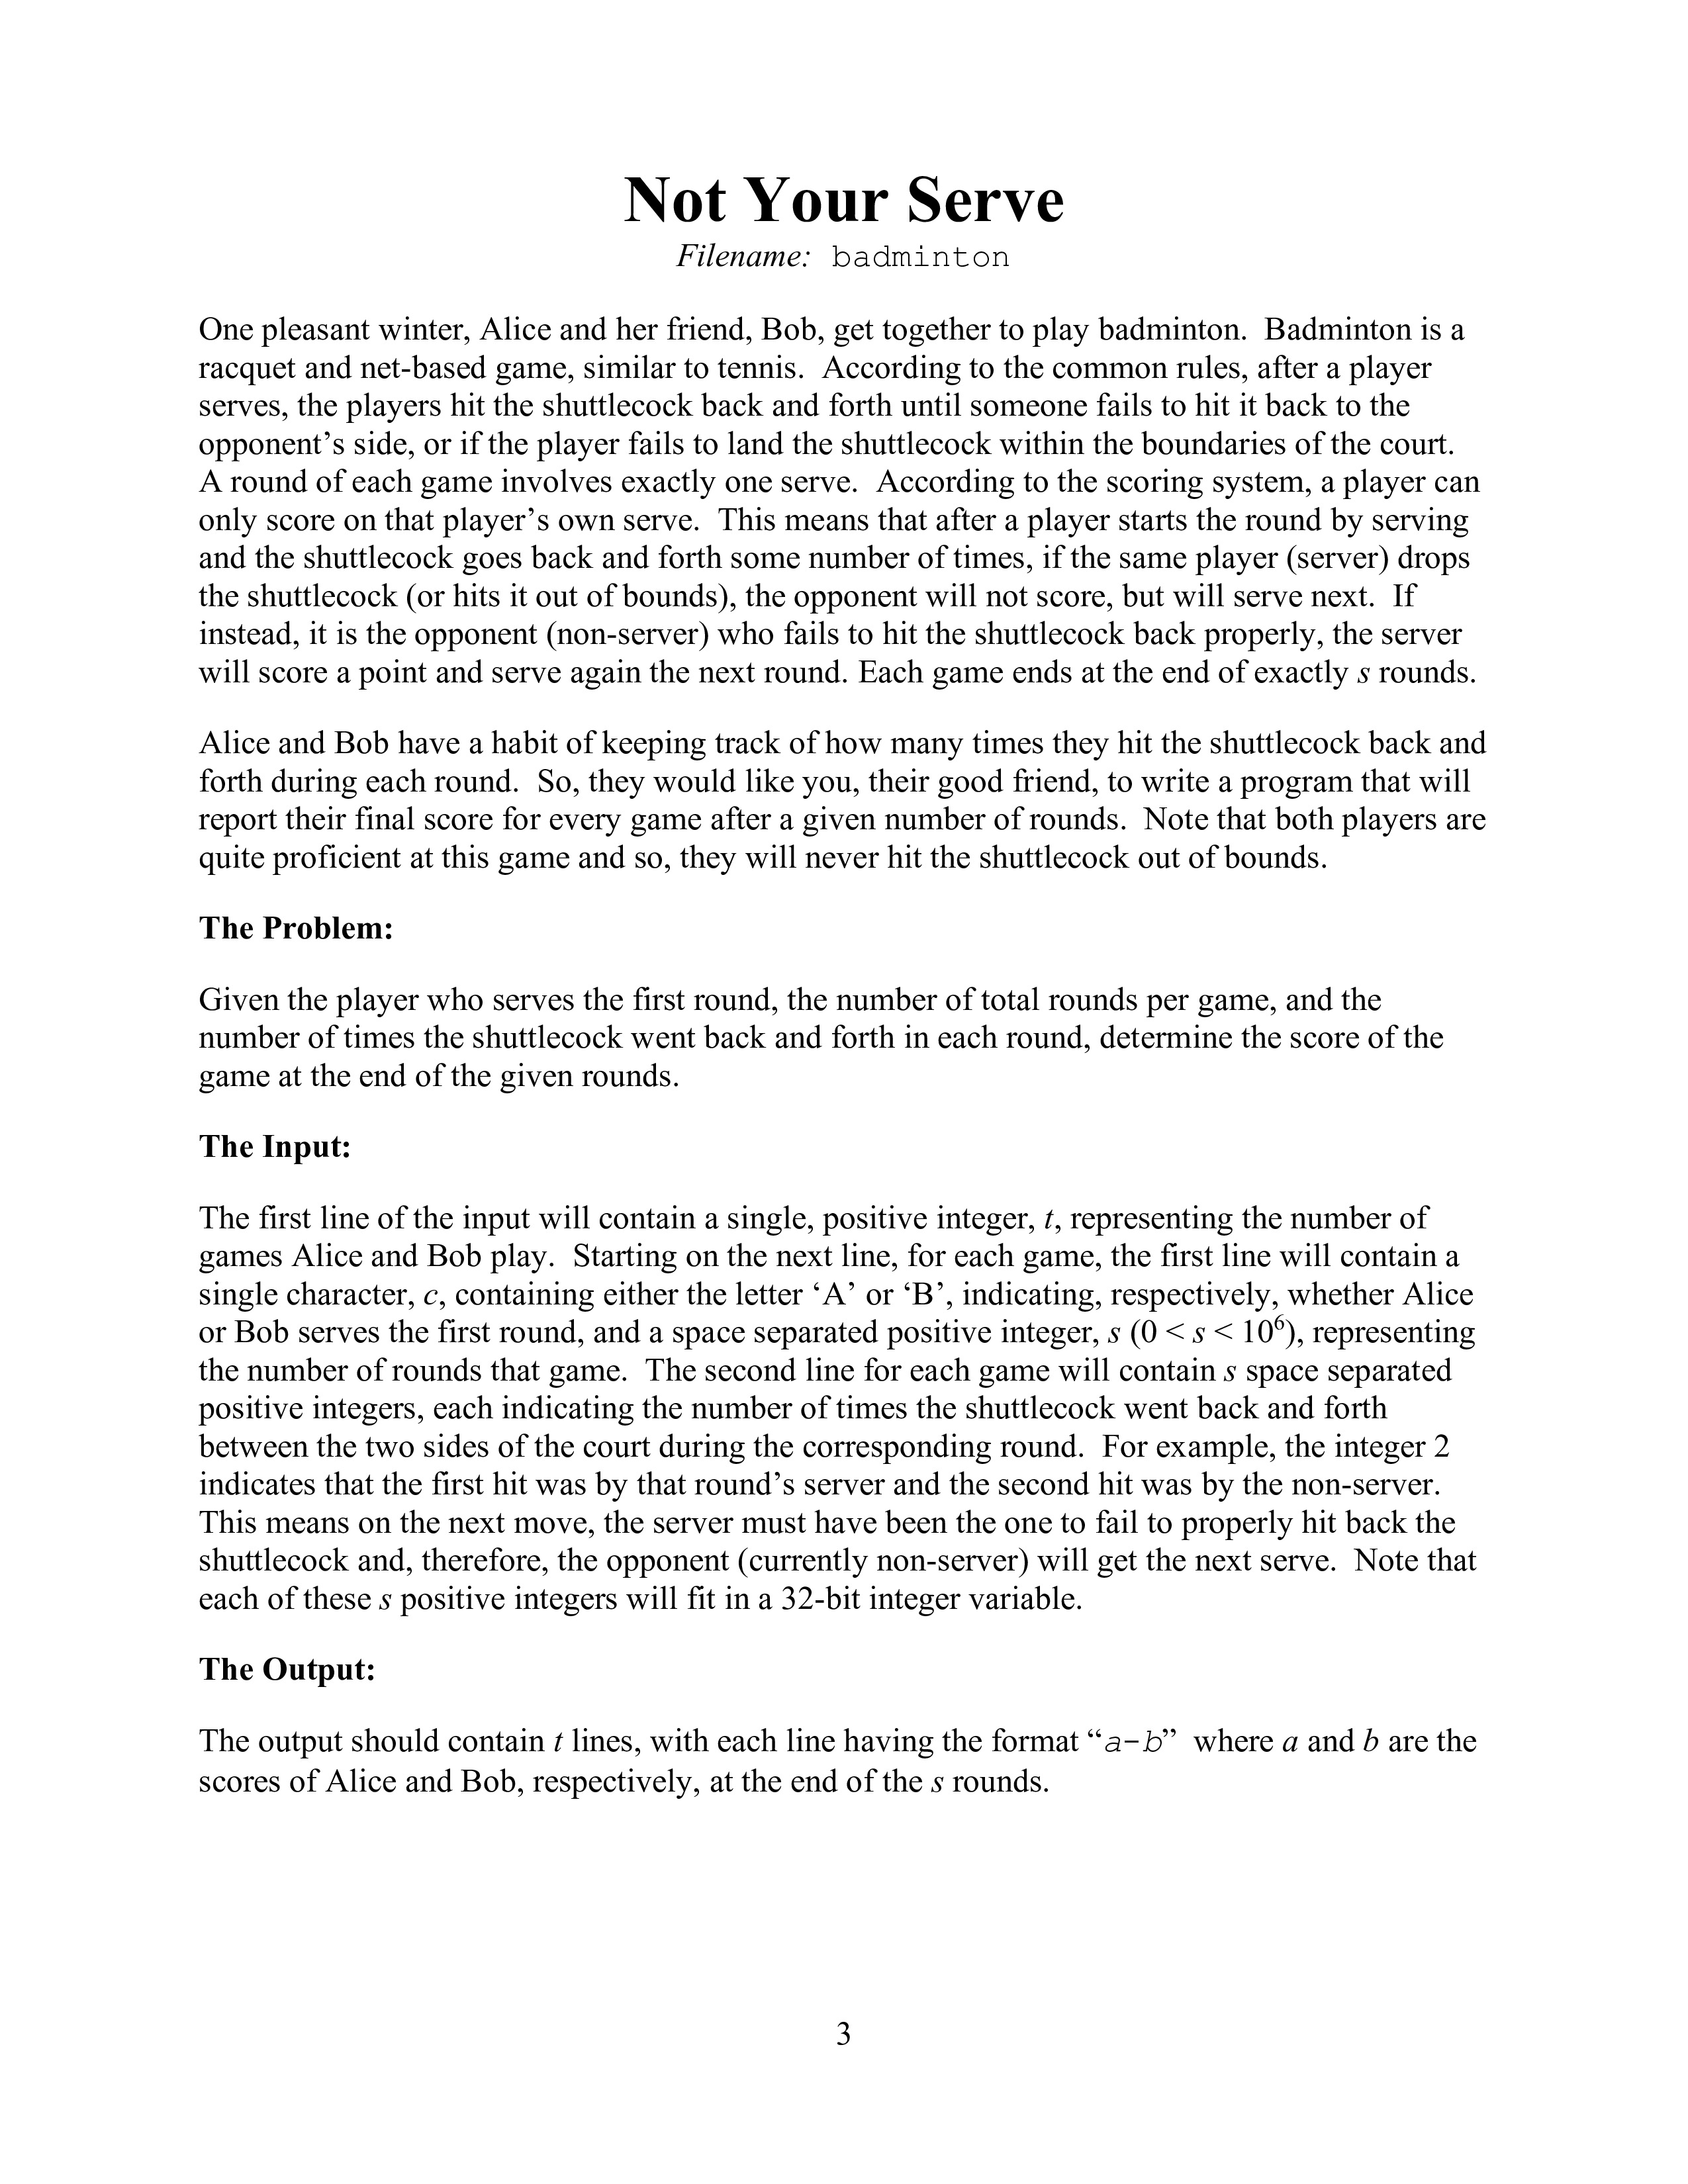 Not Your Serve
Filename: badminton
One pleasant winter, Alice and her friend, Bob, get together to play badminton. Badminton is a
racquet and net-based game, similar to tennis. According to the common rules, after a player
serves, the players hit the shuttlecock back and forth until someone fails to hit it back to the
opponent’s side, or if the player fails to land the shuttlecock within the boundaries of the court.
A round of each game involves exactly one serve. According to the scoring system, a player can
only score on that player’s own serve. This means that after a player starts the round by serving
and the shuttlecock goes back and forth some number of times, if the same player (server) drops
the shuttlecock (or hits it out of bounds), the opponent will not score, but will serve next. If
instead, it is the opponent (non-server) who fails to hit the shuttlecock back properly, the server
will score a point and serve again the next round. Each game ends at the end of exactly s rounds.
Alice and Bob have a habit of keeping track of how many times they hit the shuttlecock back and
forth during each round. So, they would like you, their good friend, to write a program that will
report their final score for every game after a given number of rounds. Note that both players are
quite proficient at this game and so, they will never hit the shuttlecock out of bounds.
The Problem:
Given the player who serves the first round, the number of total rounds per game, and the
number of times the shuttlecock went back and forth in each round, determine the score of the
game at the end of the given rounds.
The Input:
The first line of the input will contain a single, positive integer, t, representing the number of
games Alice and Bob play. Starting on the next line, for each game, the first line will contain a
single character, c, containing either the letter ‘A’ or ‘B’, indicating, respectively, whether Alice
or Bob serves the first round, and a space separated positive integer, s (0 < s < 10⁶), representing
the number of rounds that game. The second line for each game will contain s space separated
positive integers, each indicating the number of times the shuttlecock went back and forth
between the two sides of the court during the corresponding round. For example, the integer 2
indicates that the first hit was by that round’s server and the second hit was by the non-server.
This means on the next move, the server must have been the one to fail to properly hit back the
shuttlecock and, therefore, the opponent (currently non-server) will get the next serve. Note that
each of these s positive integers will fit in a 32-bit integer variable.
The Output:
The output should contain t lines, with each line having the format “a-b” where a and b are the
scores of Alice and Bob, respectively, at the end of the s rounds.
3